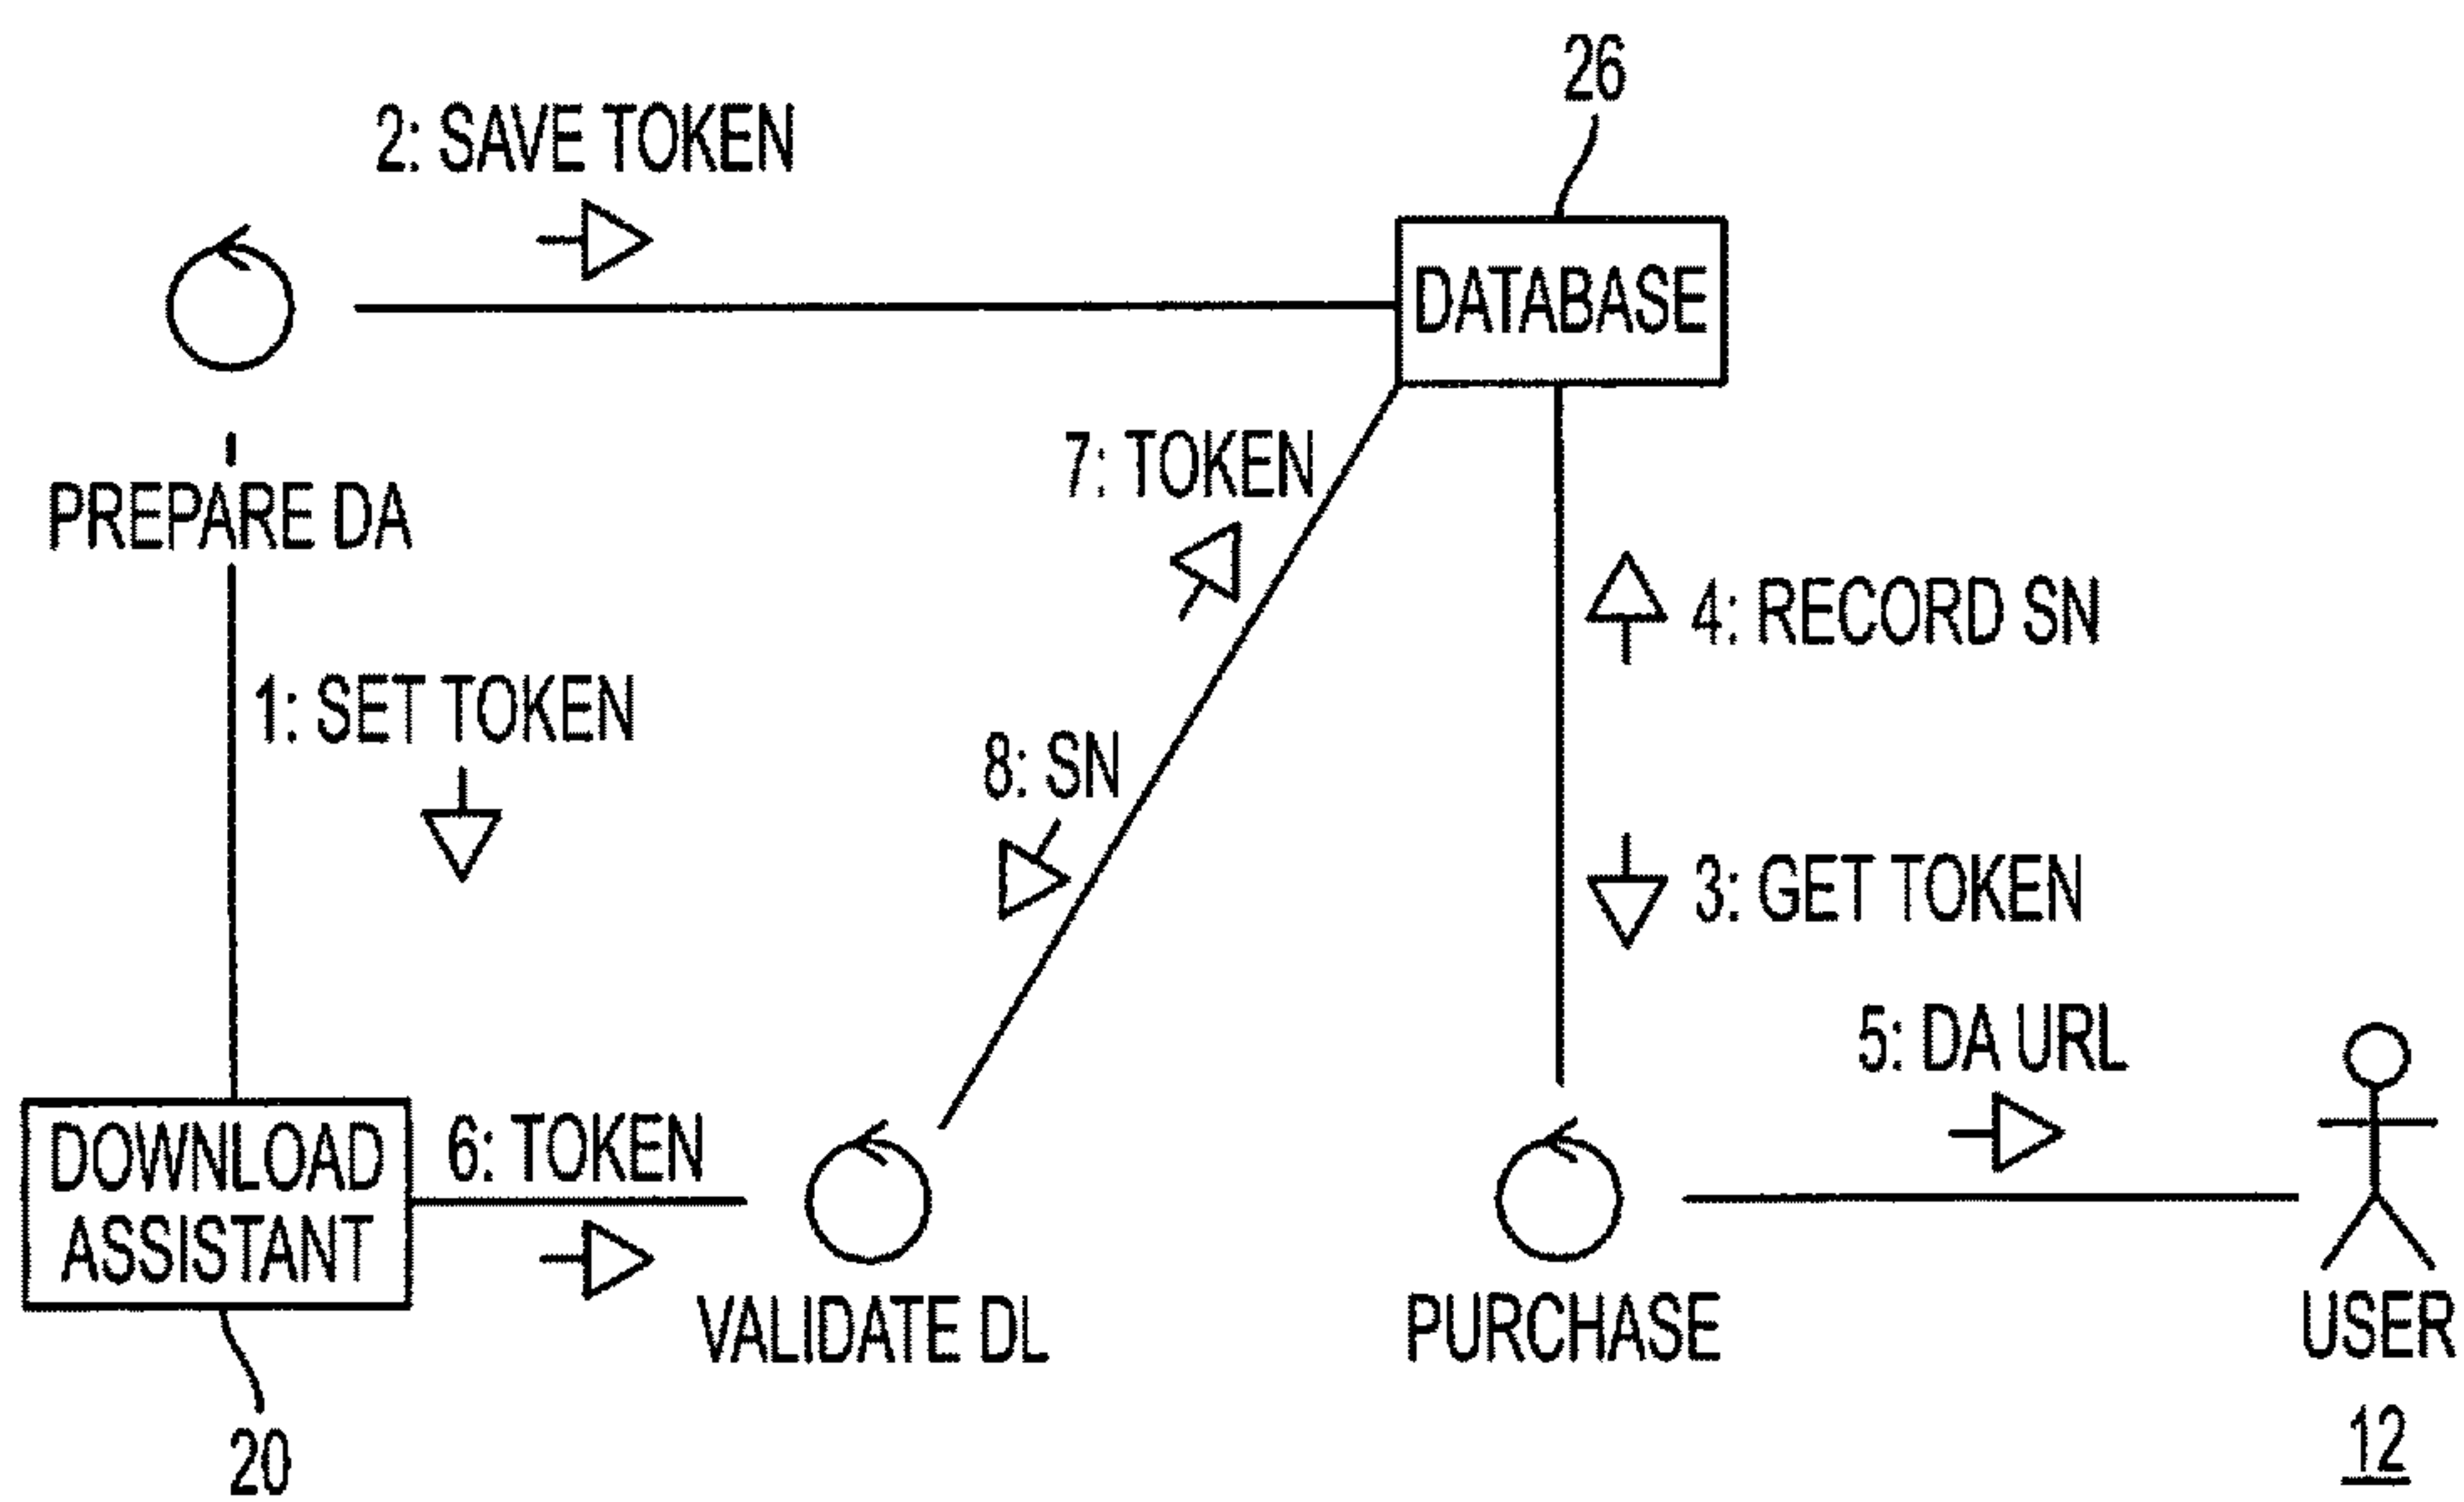 26
2: SAVE TOKEN
DATABASE
7: TOKEN
PREPARE DA
4: RECORD SN
1: SET TOKEN
8: SN
3: GET TOKEN
5: DA URL
DOWNLOAD
ASSISTANT
6: TOKEN
VALIDATE DL
PURCHASE
USER
12
20